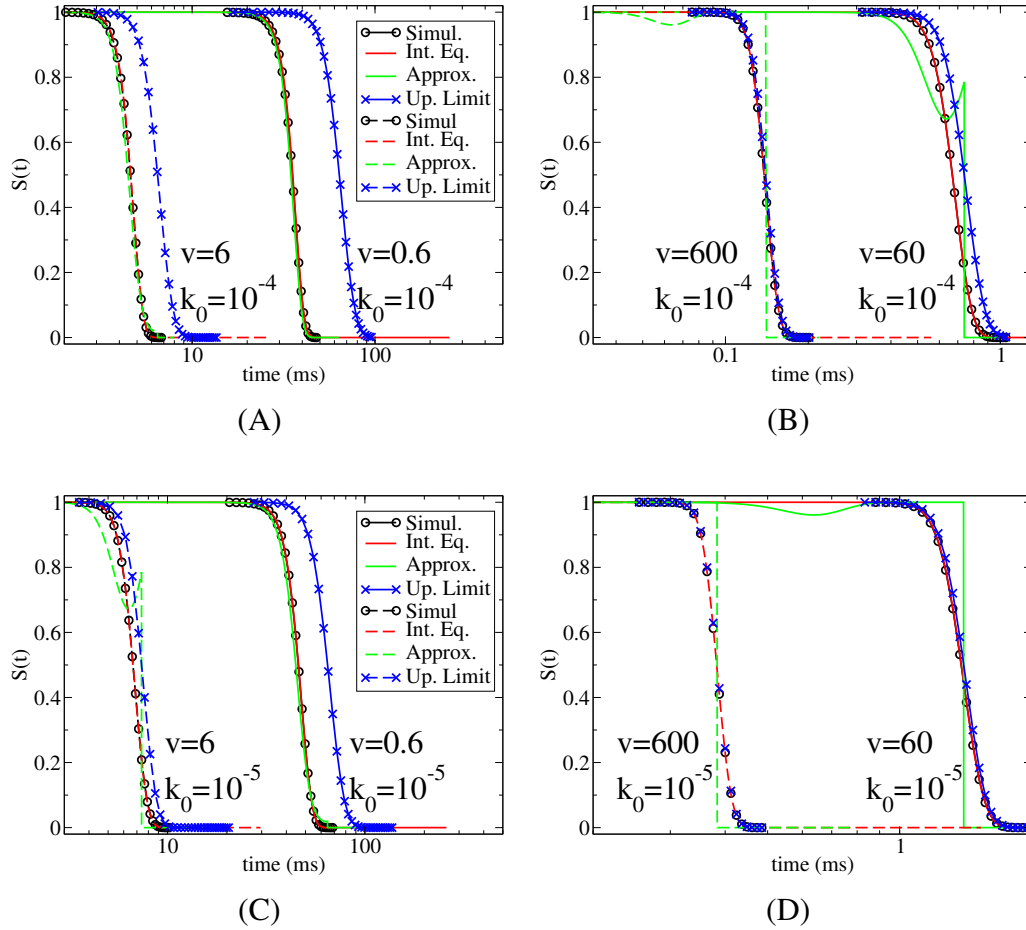 1
0.8
0.6
0.4
0.2
0
S(t)
Simul.
Int. Eq.
Approx.
Up. Limit
Simul
Int. Eq.
Approx.
Up. Limit
v=6
k₀=10⁻⁴
v=0.6
k₀=10⁻⁴
10
100
time (ms)
(A)
1
0.8
0.6
0.4
0.2
0
S(t)
v=600
k₀=10⁻⁴
v=60
k₀=10⁻⁴
0.1
1
time (ms)
(B)
1
0.8
0.6
0.4
0.2
0
S(t)
Simul.
Int. Eq.
Approx.
Up. Limit
Simul
Int. Eq.
Approx.
Up. Limit
v=6
k₀=10⁻⁵
v=0.6
k₀=10⁻⁵
10
100
time (ms)
(C)
1
0.8
0.6
0.4
0.2
0
S(t)
v=600
k₀=10⁻⁵
v=60
k₀=10⁻⁵
1
time (ms)
(D)